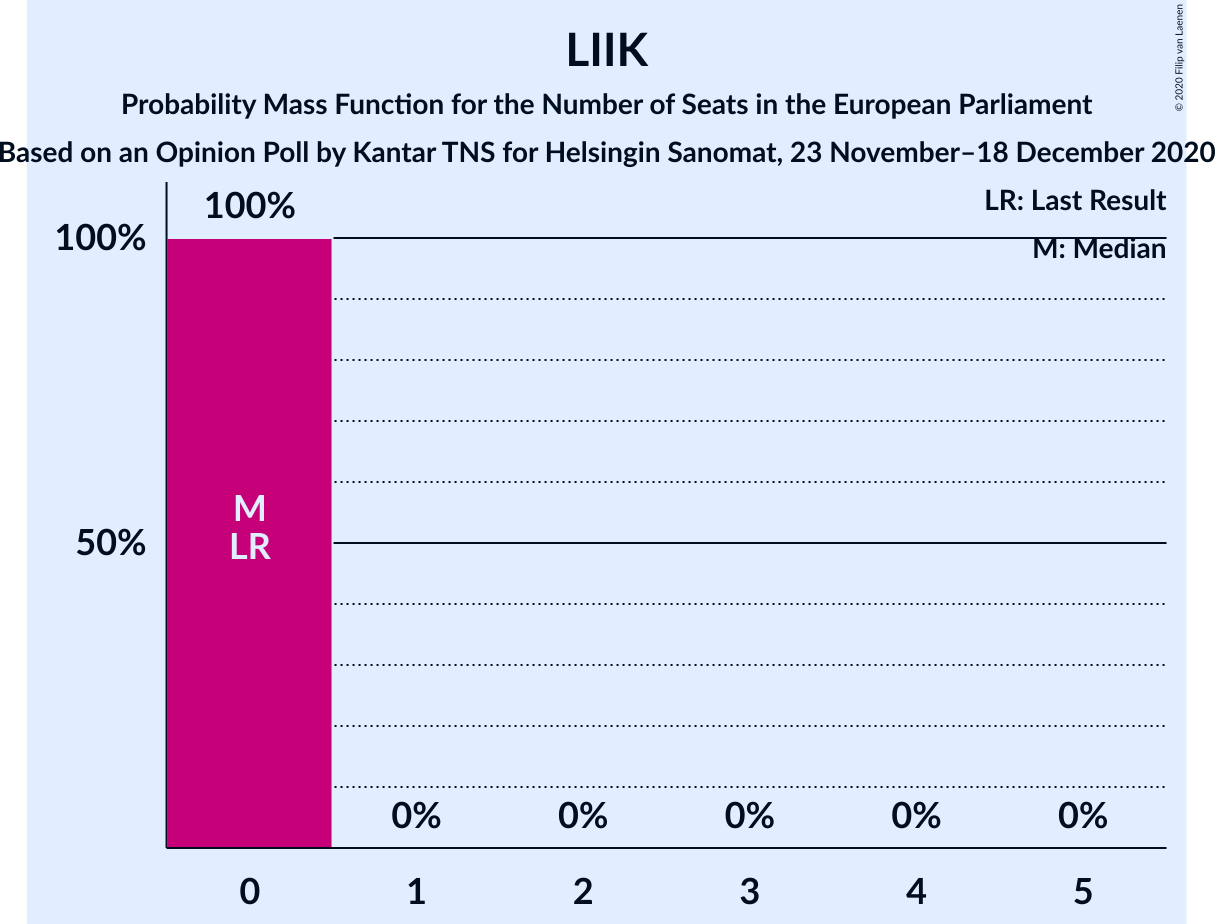 LIIK
Probability Mass Function for the Number of Seats in the European Parliament
Based on an Opinion Poll by Kantar TNS for Helsingin Sanomat, 23 November–18 December 2020
© 2020 Filip van Laenen
LR: Last Result
M: Median
100%
100%
50%
M
LR
0% 0% 0% 0% 0%
0 1 2 3 4 5